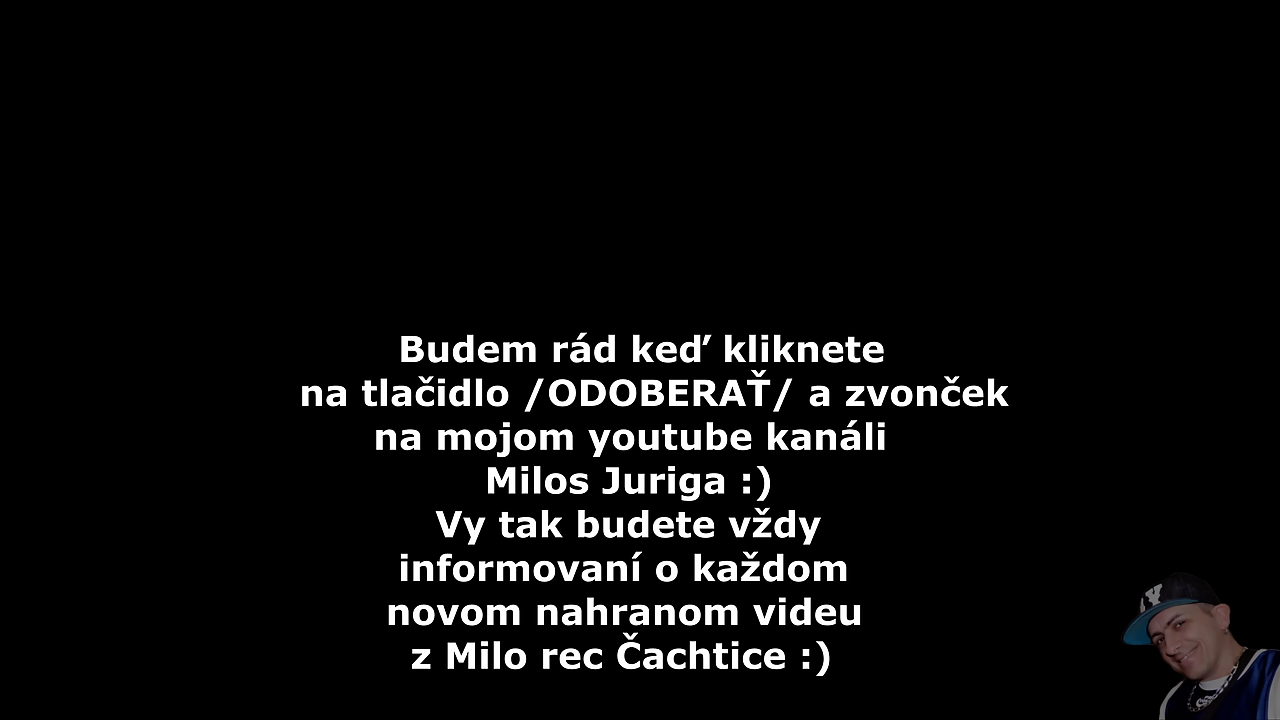 Budem rád keď kliknete
na tlačidlo /ODOBERAŤ/ a zvonček
na mojom youtube kanáli
Milos Juriga :)
Vy tak budete vždy
informovaní o každom
novom nahranom videu
z Milo rec Čachtice :)